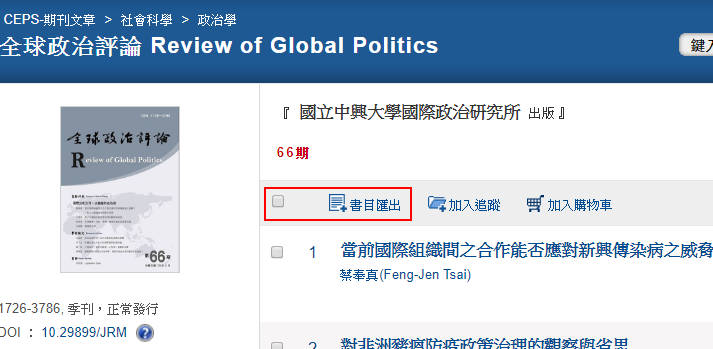 CEPS-期刊文章 > 社會科學 > 政治學
全球政治評論 Review of Global Politics
鍵入
『 國立中興大學國際政治研究所 出版 』
66期
書目匯出 加入追蹤 加入購物車
全球政治評論
Review of Global Politics
第66期
1 當前國際組織間之合作能否應對新興傳染病之威脅
蔡奉真(Feng-Jen Tsai)
1726-3786, 季刊，正常發行
DOI : 10.29899/JRM ?
2 對非洲豬瘟防疫政策治理的觀察與省思